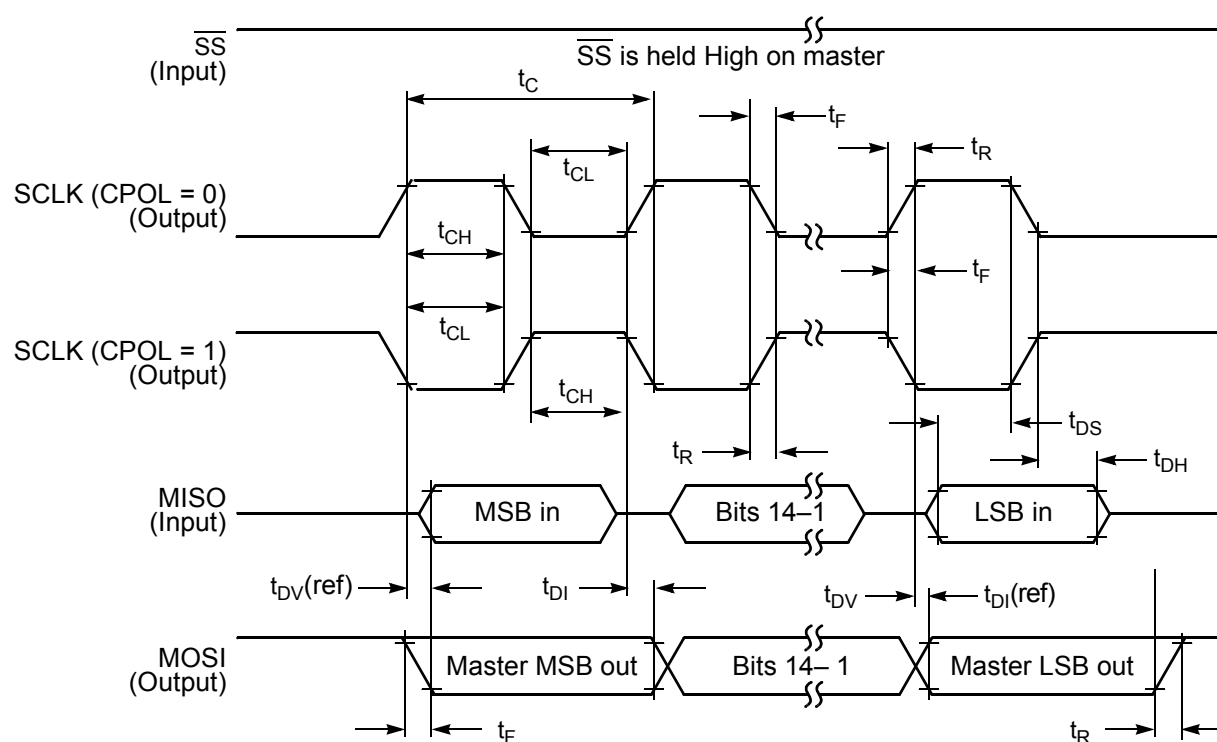 SS
(Input)
SS is held High on master
tC
tF
tR
tCL
SCLK (CPOL = 0)
(Output)
tCH
tF
tCL
SCLK (CPOL = 1)
(Output)
tCH
tDS
tR
tDH
MISO
(Input)
MSB in
Bits 14–1
LSB in
tDV(ref)
tDI
tDV
tDI(ref)
MOSI
(Output)
Master MSB out
Bits 14– 1
Master LSB out
tF
tR